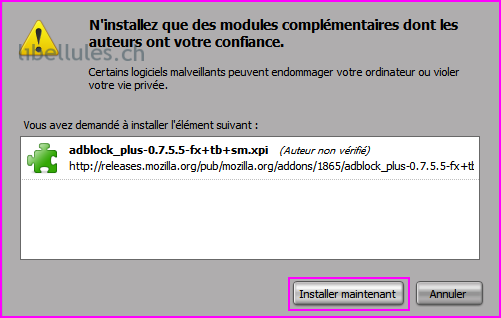 N'installez que des modules complémentaires dont les
auteurs ont votre confiance.
libellules.ch
Certains logiciels malveillants peuvent endommager votre ordinateur ou violer
votre vie privée.
Vous avez demandé à installer l'élément suivant :
adblock_plus-0.7.5.5-fx+tb+sm.xpi (Auteur non vérifié)
http://releases.mozilla.org/pub/mozilla.org/addons/1865/adblock_plus-0.7.5.5-fx+tb
Installer maintenant
Annuler